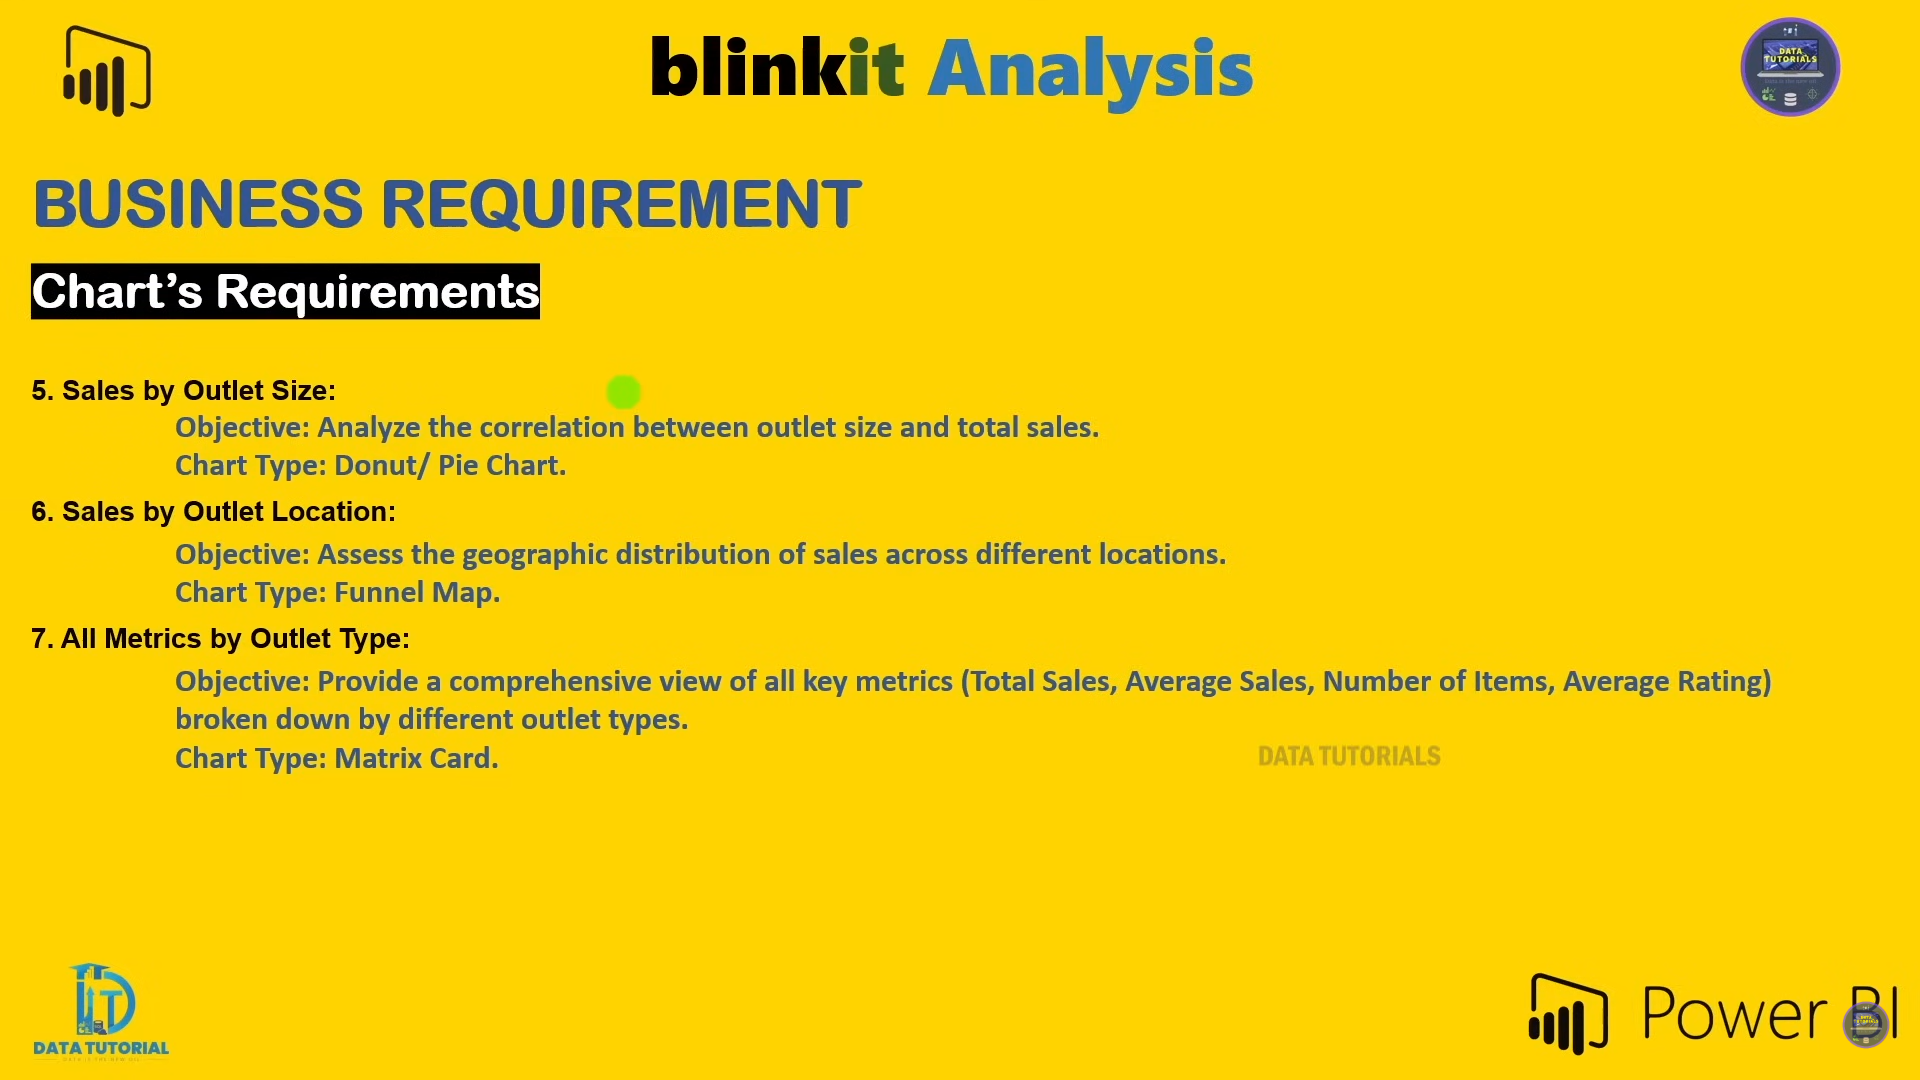 blinkit Analysis
DATA
TUTORIALS
BUSINESS REQUIREMENT
Chart’s Requirements
5. Sales by Outlet Size:
Objective: Analyze the correlation between outlet size and total sales.
Chart Type: Donut/ Pie Chart.
6. Sales by Outlet Location:
Objective: Assess the geographic distribution of sales across different locations.
Chart Type: Funnel Map.
7. All Metrics by Outlet Type:
Objective: Provide a comprehensive view of all key metrics (Total Sales, Average Sales, Number of Items, Average Rating)
broken down by different outlet types.
Chart Type: Matrix Card.
DATA TUTORIALS
DATA TUTORIAL
Power BI